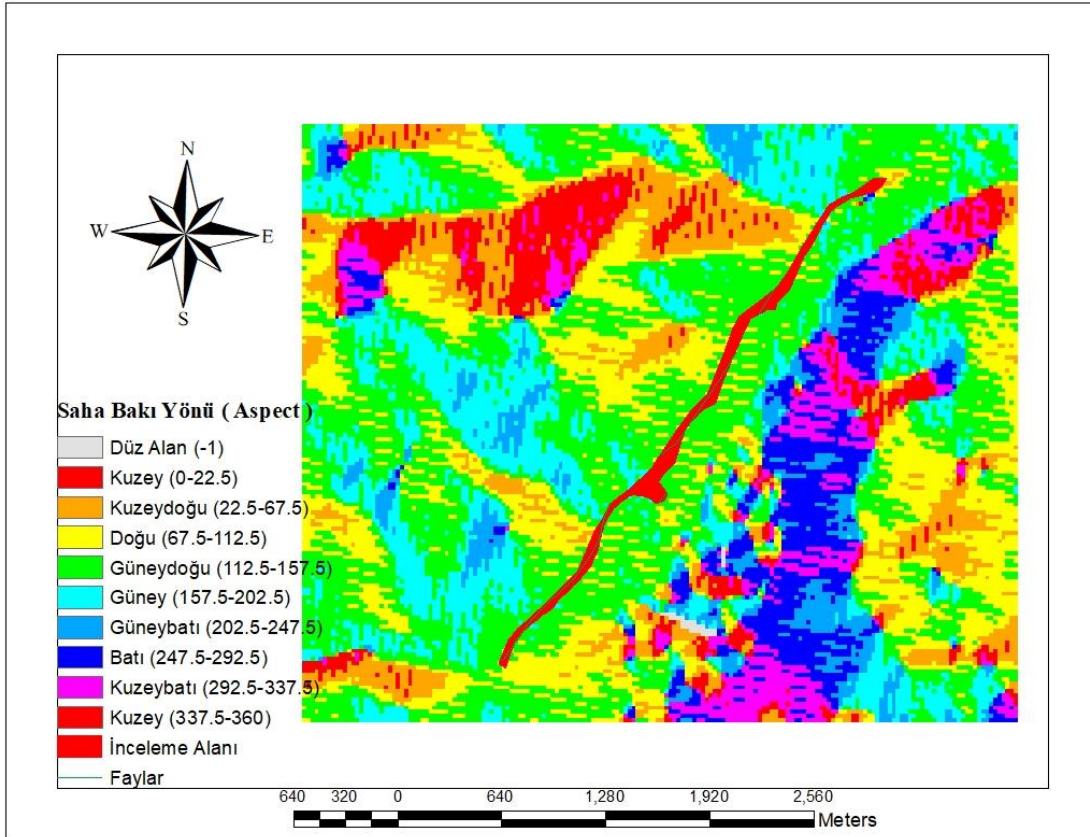 N
W
E
S
Saha Bakı Yönü ( Aspect )
Düz Alan (-1)
Kuzey (0-22.5)
Kuzeydoğu (22.5-67.5)
Doğu (67.5-112.5)
Güneydoğu (112.5-157.5)
Güney (157.5-202.5)
Güneybatı (202.5-247.5)
Batı (247.5-292.5)
Kuzeybatı (292.5-337.5)
Kuzey (337.5-360)
İnceleme Alanı
Faylar
640 320 0 640 1,280 1,920 2,560
Meters